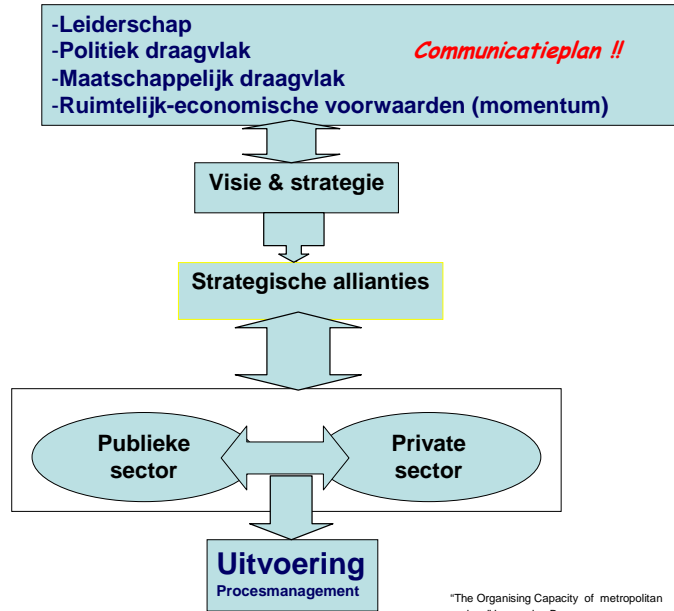 -Leiderschap
-Politiek draagvlak
Communicatieplan !!
-Maatschappelijk draagvlak
-Ruimtelijk-economische voorwaarden (momentum)
Visie & strategie
Strategische allianties
Publieke
sector
Private
sector
Uitvoering
Procesmanagement
"The Organising Capacity of metropolitan